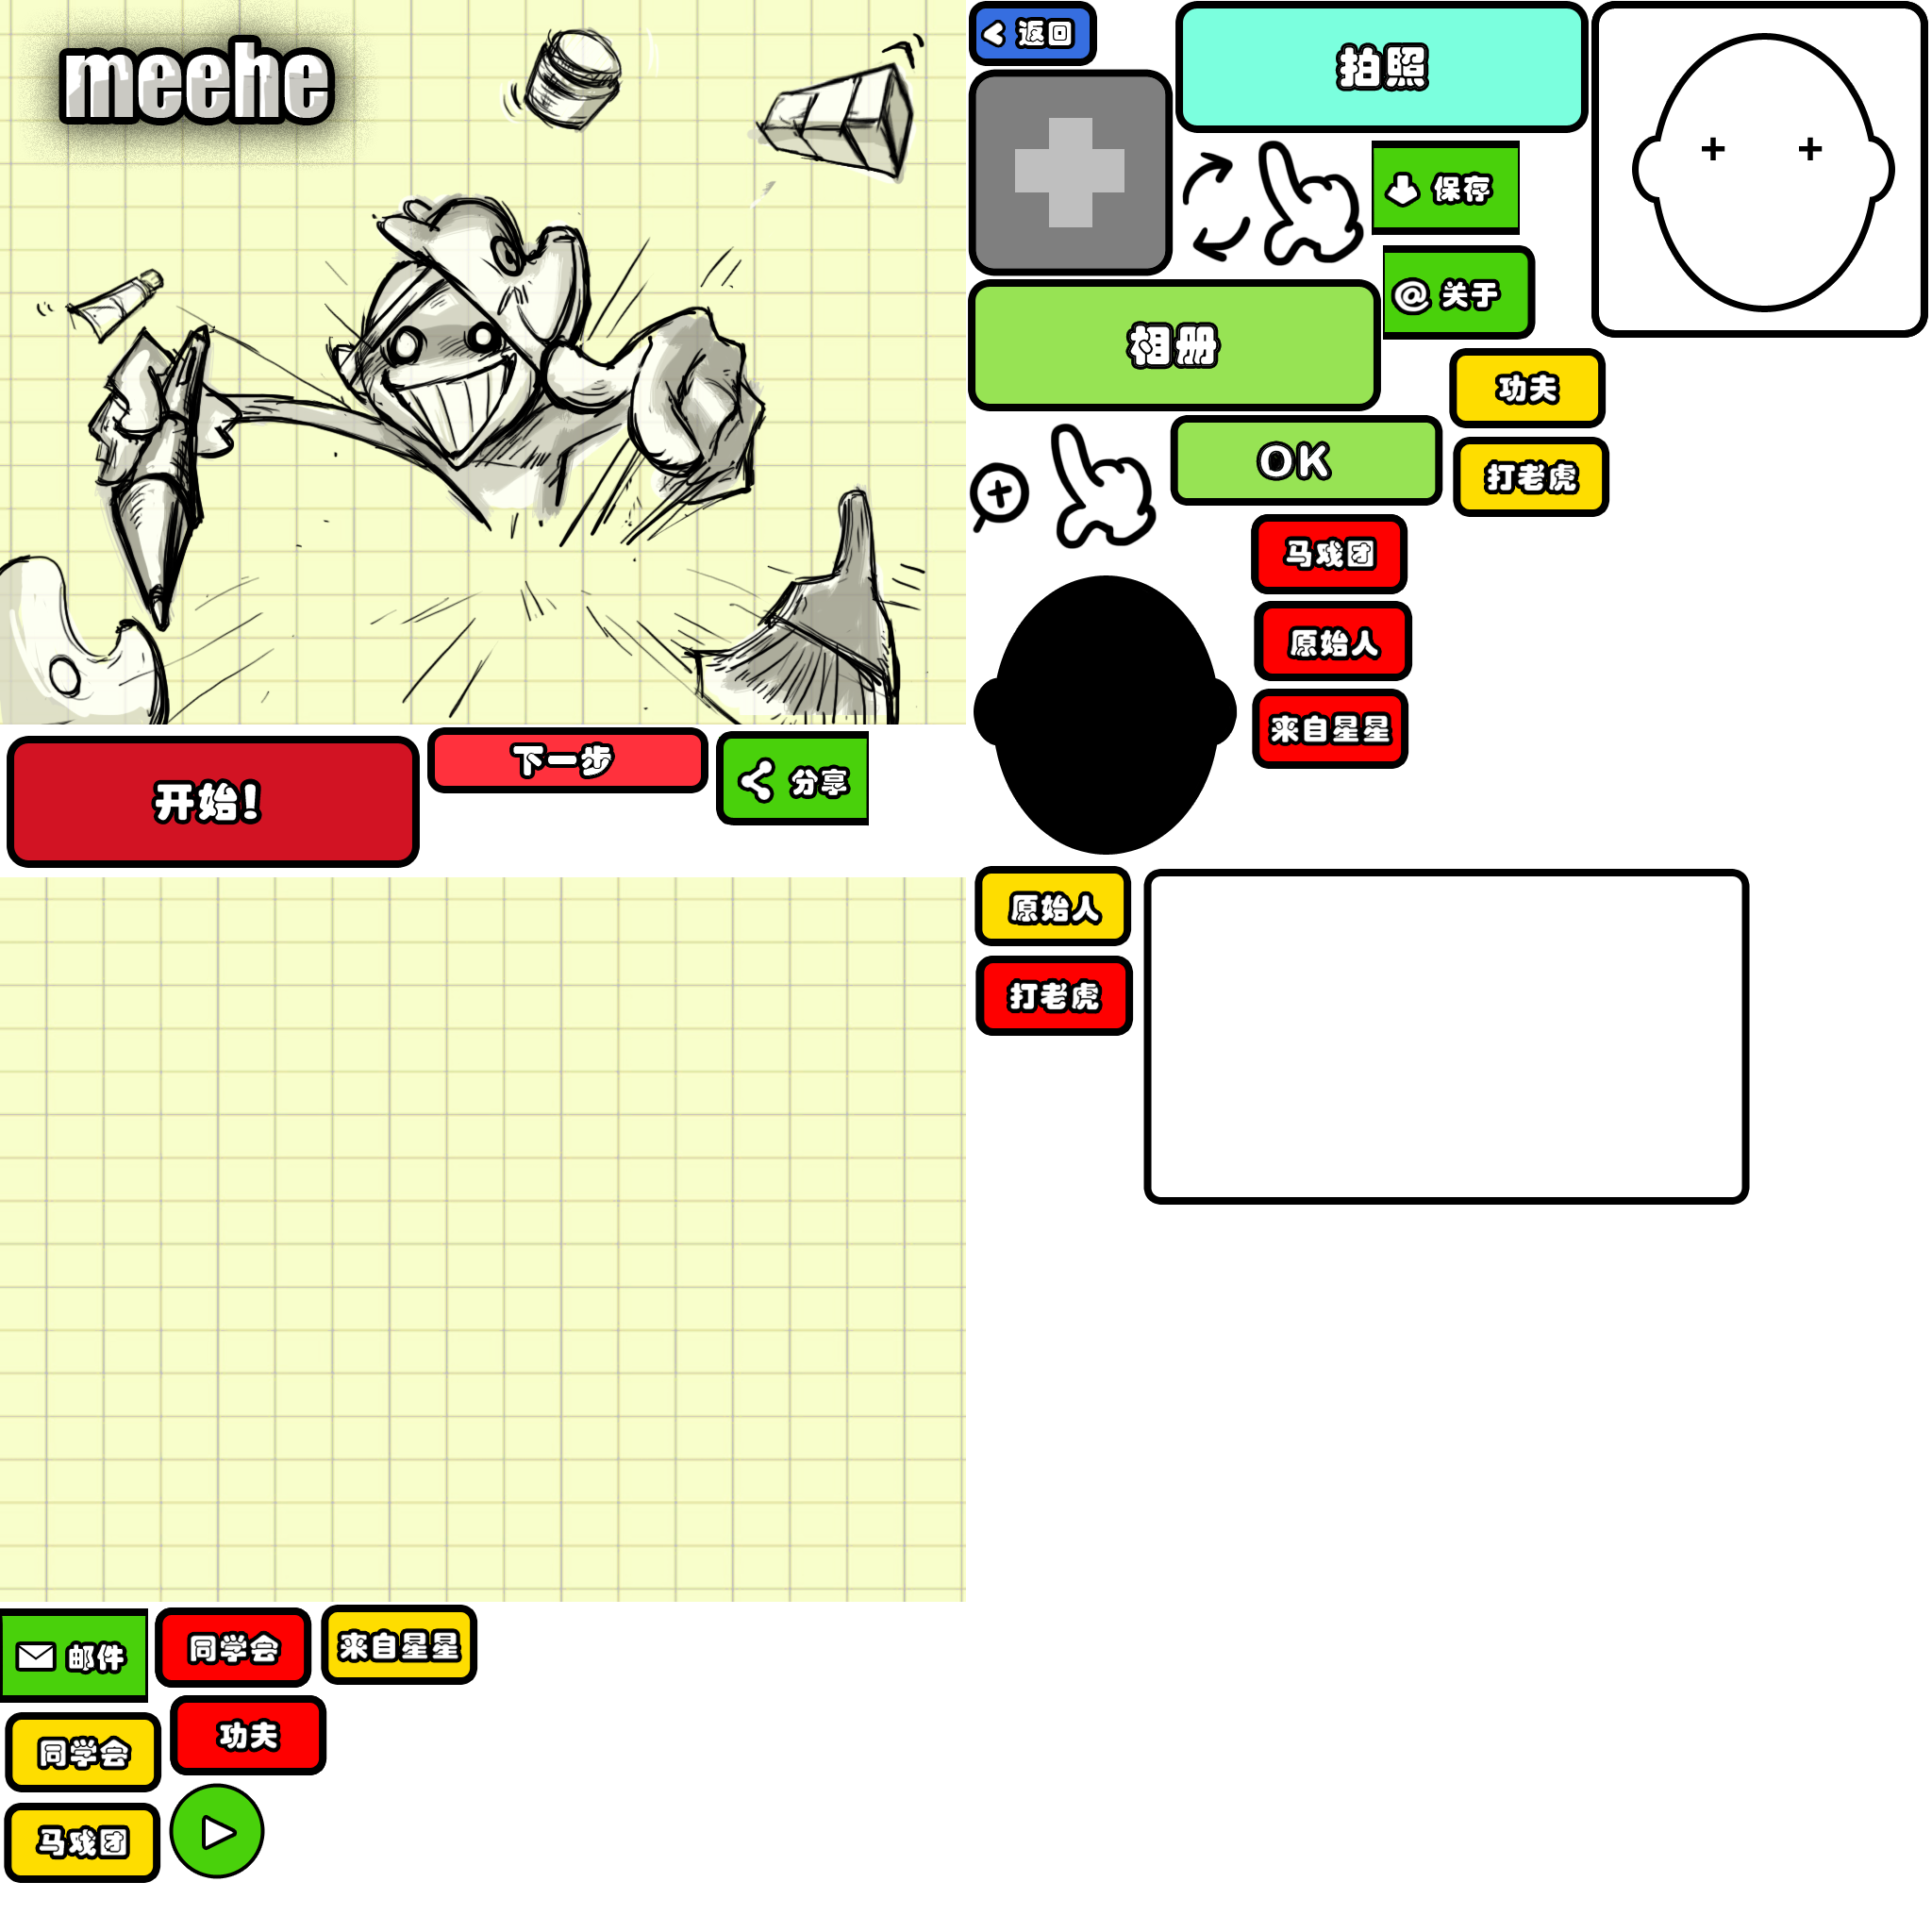 meehe
返回
拍照
保存
@ 关于
相册
功夫
OK
打老虎
马戏团
原始人
来自星星
开始!
下一步
分享
原始人
打老虎
邮件
同学会
来自星星
同学会
功夫
马戏团